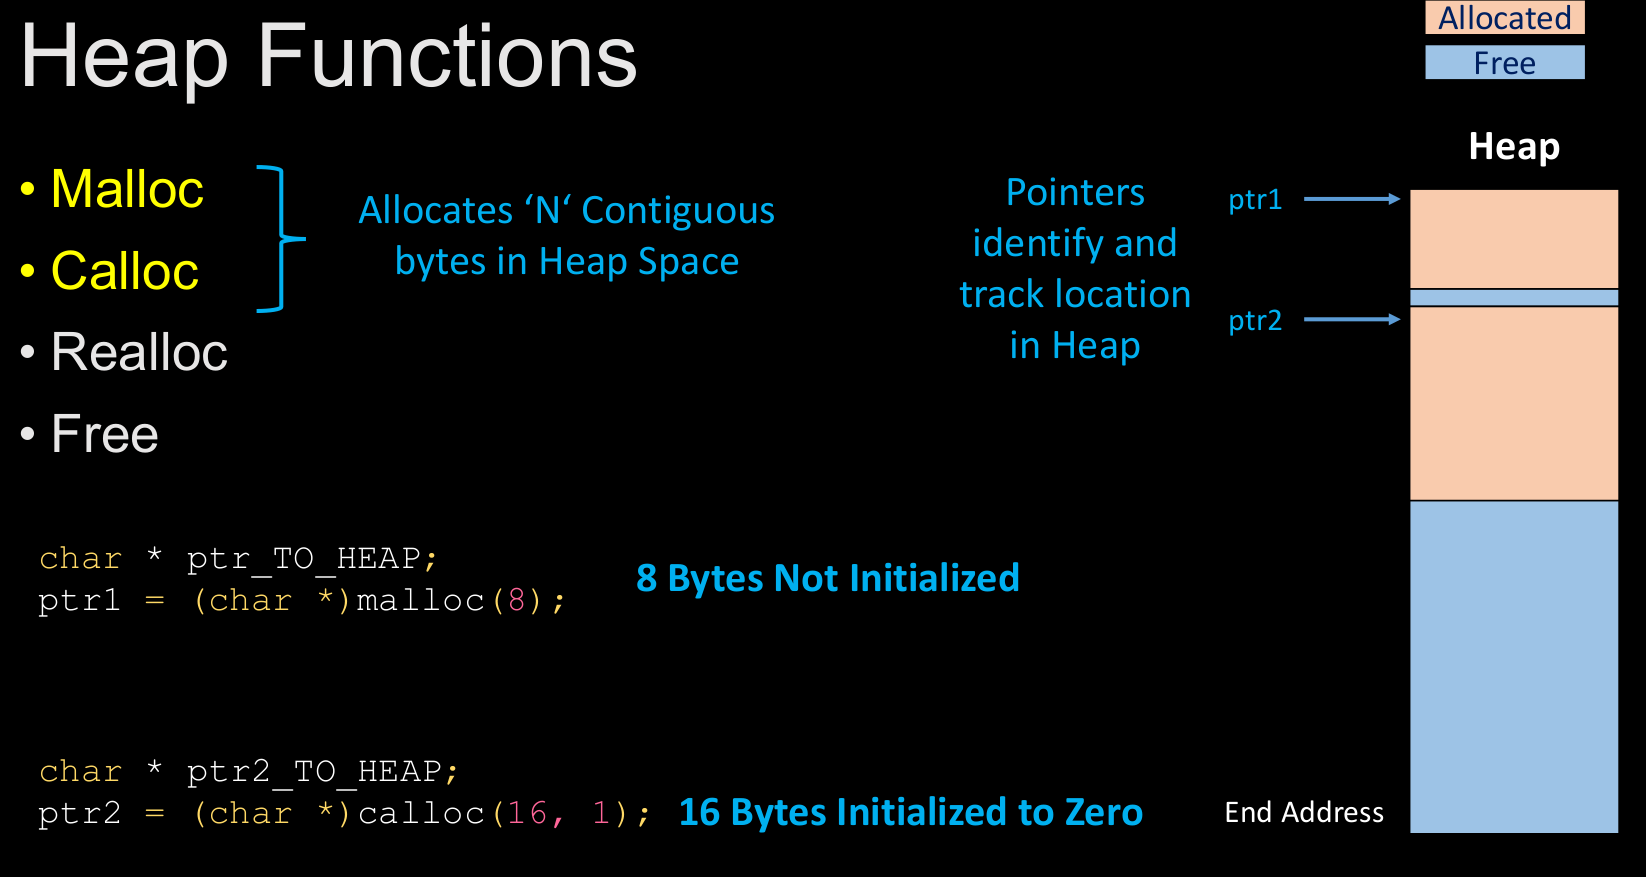 Heap Functions
• Malloc
• Calloc
• Realloc
• Free
Allocates ‘N‘ Contiguous
bytes in Heap Space
Pointers
identify and
track location
in Heap
Allocated
Free
Heap
ptr1
ptr2
char * ptr_TO_HEAP;
ptr1 = (char *)malloc(8);
8 Bytes Not Initialized
char * ptr2_TO_HEAP;
ptr2 = (char *)calloc(16, 1);
16 Bytes Initialized to Zero
End Address